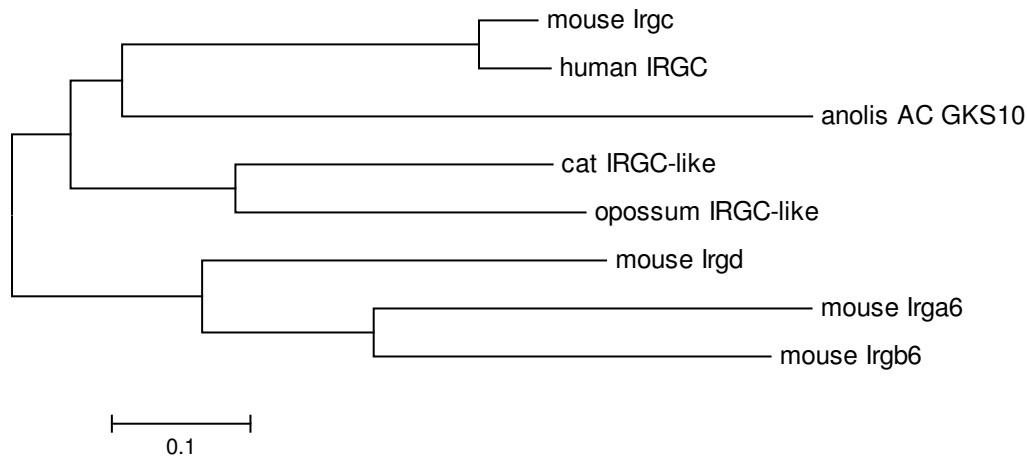 mouse Irgc
human IRGC
anolis AC GKS10
cat IRGC-like
opossum IRGC-like
mouse Irgd
mouse Irga6
mouse Irgb6
0.1